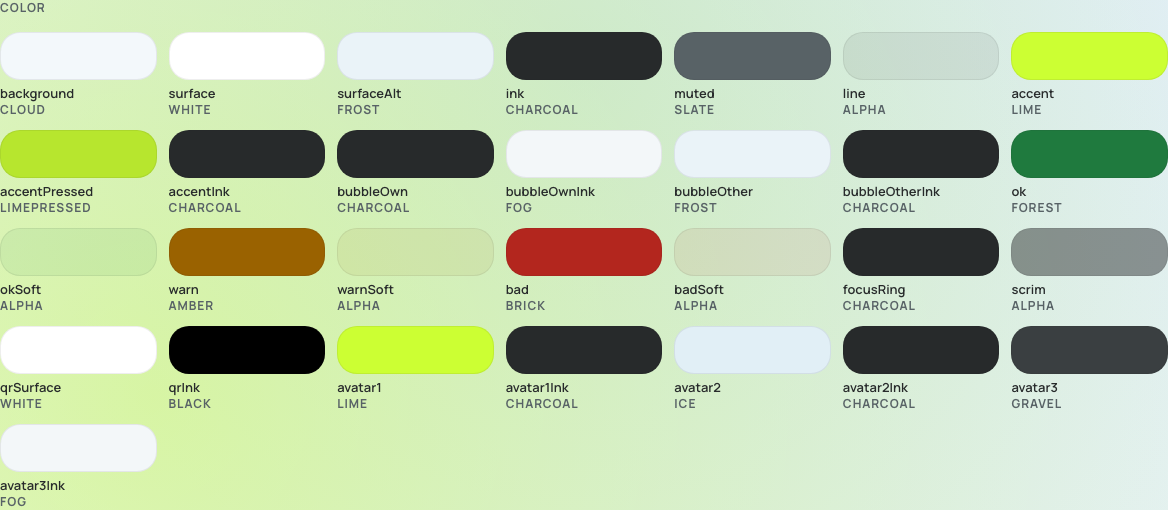 COLOR
background
CLOUD
surface
WHITE
surfaceAlt
FROST
ink
CHARCOAL
muted
SLATE
line
ALPHA
accent
LIME
accentPressed
LIMEPRESSED
accentInk
CHARCOAL
bubbleOwn
CHARCOAL
bubbleOwnInk
FOG
bubbleOther
FROST
bubbleOtherInk
CHARCOAL
ok
FOREST
okSoft
ALPHA
warn
AMBER
warnSoft
ALPHA
bad
BRICK
badSoft
ALPHA
focusRing
CHARCOAL
scrim
ALPHA
qrSurface
WHITE
qrInk
BLACK
avatar1
LIME
avatar1Ink
CHARCOAL
avatar2
ICE
avatar2Ink
CHARCOAL
avatar3
GRAVEL
avatar3Ink
FOG